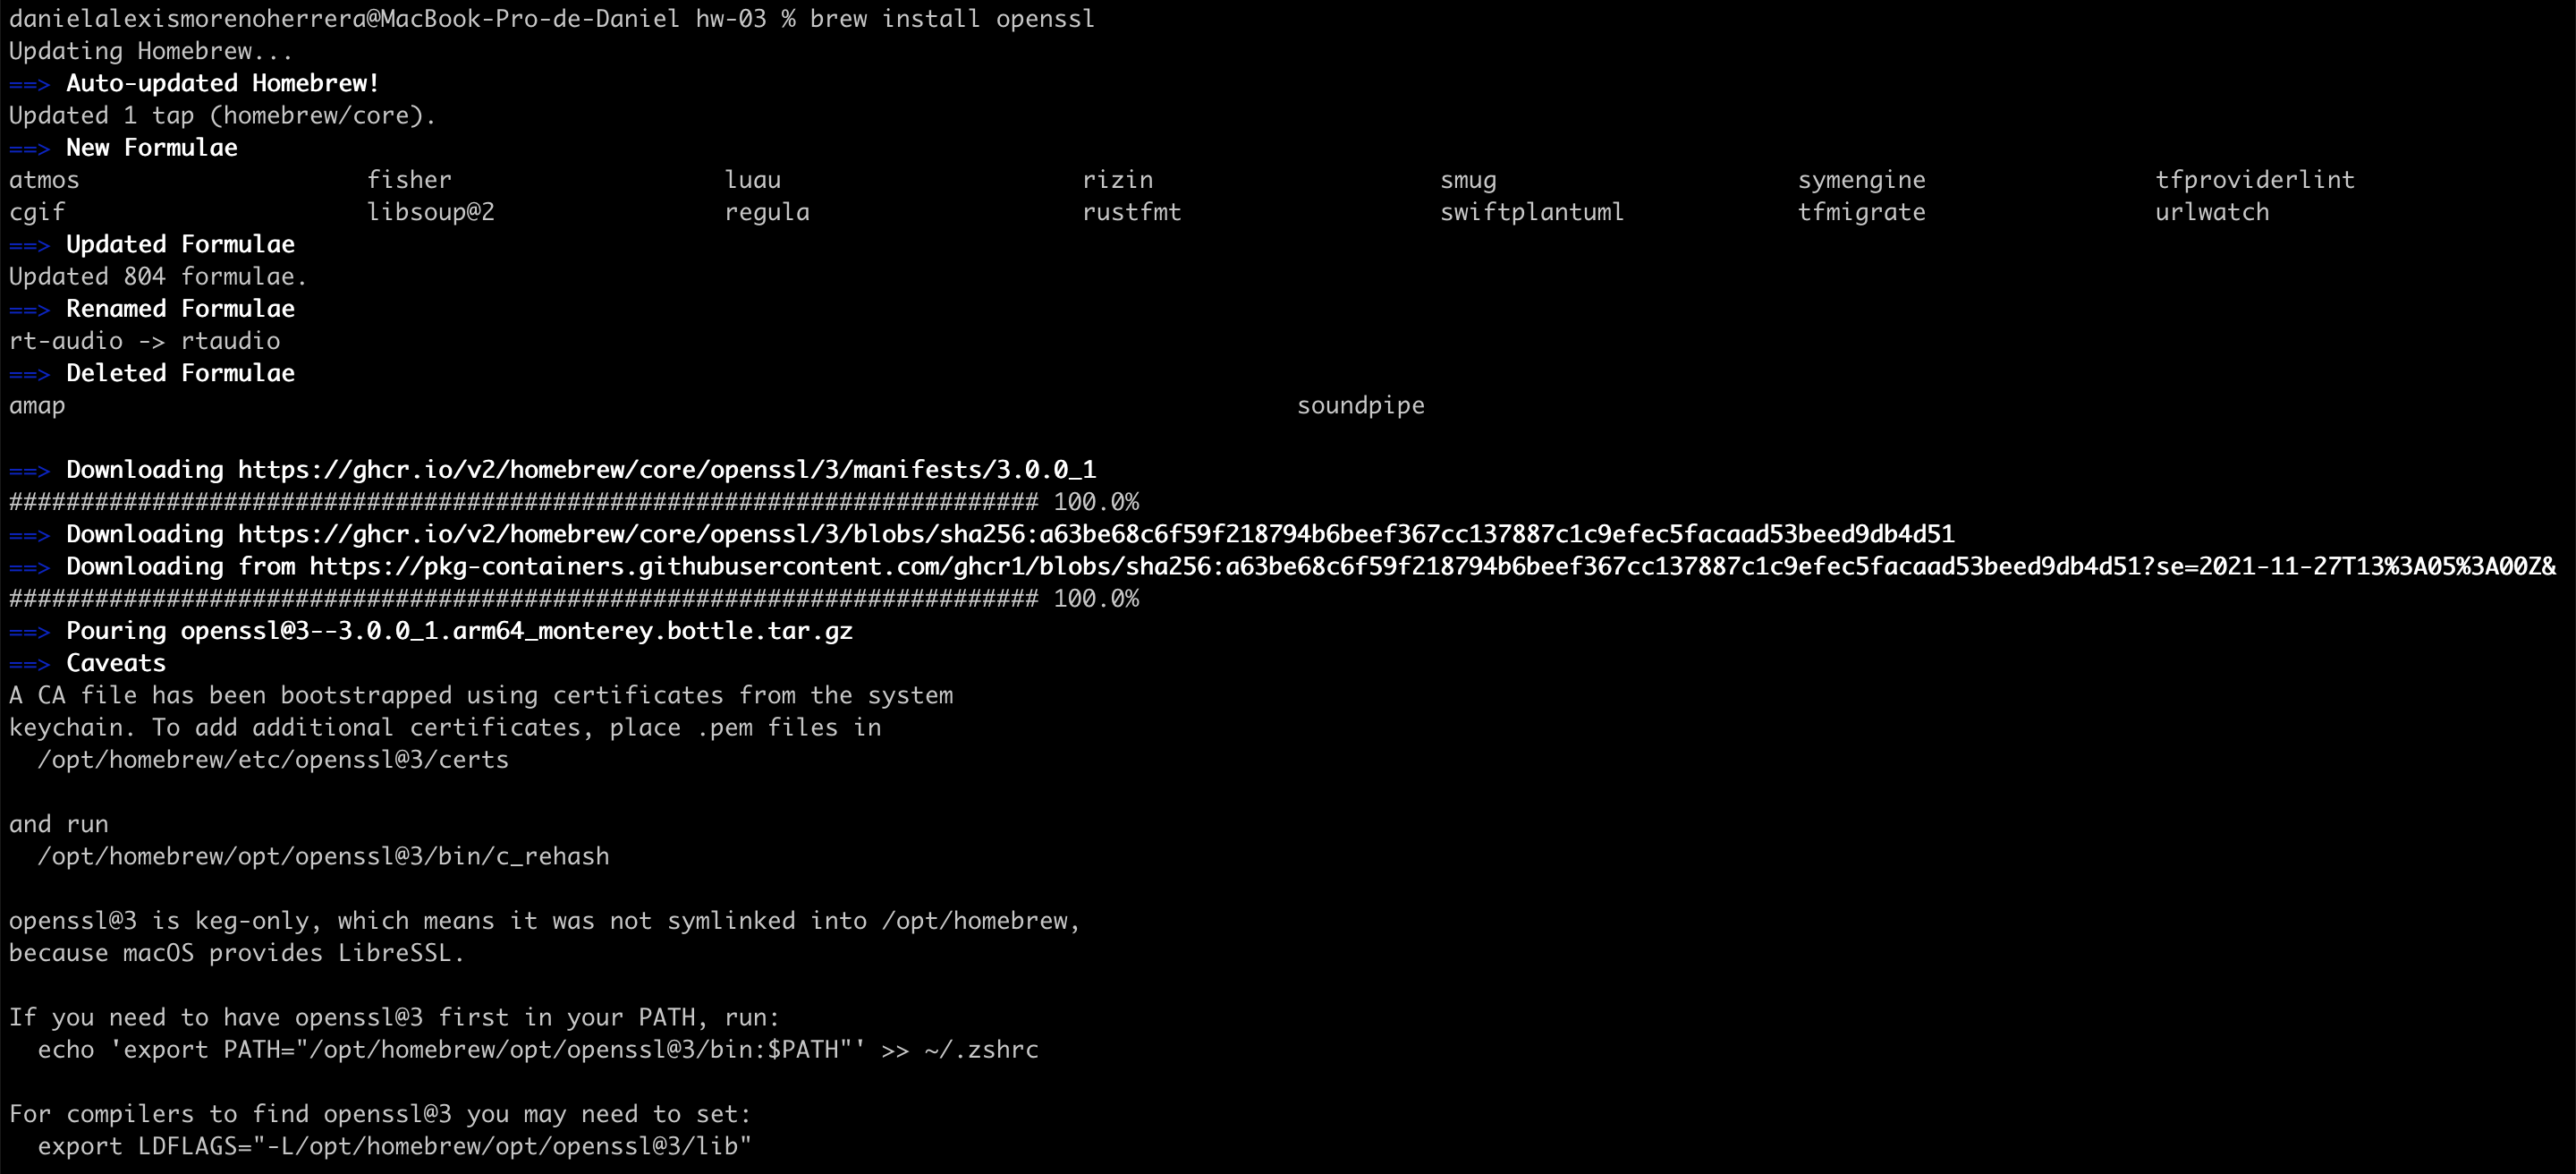 danielalexismorenoherrera@MacBook-Pro-de-Daniel hw-03 % brew install openssl
Updating Homebrew...
==> Auto-updated Homebrew!
Updated 1 tap (homebrew/core).
==> New Formulae
atmos fisher luau rizin smug symengine tfproviderlint
cgif libsoup@2 regula rustfmt swiftplantuml tfmigrate urlwatch
==> Updated Formulae
Updated 804 formulae.
==> Renamed Formulae
rt-audio -> rtaudio
==> Deleted Formulae
amap soundpipe
==> Downloading https://ghcr.io/v2/homebrew/core/openssl/3/manifests/3.0.0_1
######################################################################## 100.0%
==> Downloading https://ghcr.io/v2/homebrew/core/openssl/3/blobs/sha256:a63be68c6f59f218794b6beef367cc137887c1c9efec5facaad53beed9db4d51
==> Downloading from https://pkg-containers.githubusercontent.com/ghcr1/blobs/sha256:a63be68c6f59f218794b6beef367cc137887c1c9efec5facaad53beed9db4d51?se=2021-11-27T13%3A05%3A00Z&
######################################################################## 100.0%
==> Pouring openssl@3--3.0.0_1.arm64_monterey.bottle.tar.gz
==> Caveats
A CA file has been bootstrapped using certificates from the system
keychain. To add additional certificates, place .pem files in
  /opt/homebrew/etc/openssl@3/certs
and run
  /opt/homebrew/opt/openssl@3/bin/c_rehash
openssl@3 is keg-only, which means it was not symlinked into /opt/homebrew,
because macOS provides LibreSSL.
If you need to have openssl@3 first in your PATH, run:
  echo 'export PATH="/opt/homebrew/opt/openssl@3/bin:$PATH"' >> ~/.zshrc
For compilers to find openssl@3 you may need to set:
  export LDFLAGS="-L/opt/homebrew/opt/openssl@3/lib"